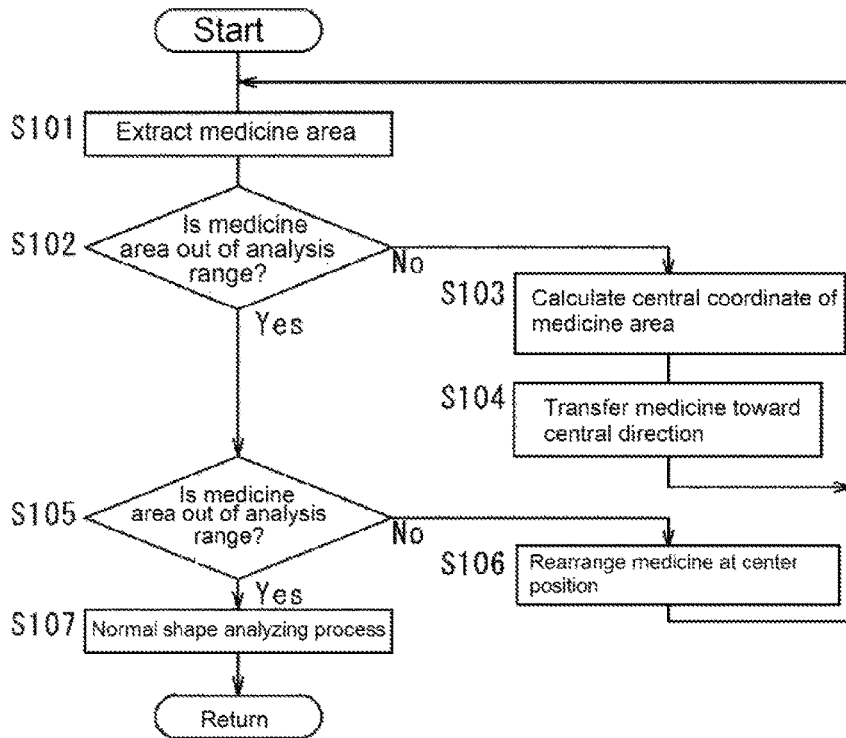 Start
S101
Extract medicine area
S102
Is medicine
area out of analysis
range?
No
Yes
S103
Calculate central coordinate of
medicine area
S104
Transfer medicine toward
central direction
S105
Is medicine
area out of analysis
range?
No
Yes
S106
Rearrange medicine at center
position
S107
Normal shape analyzing process
Return